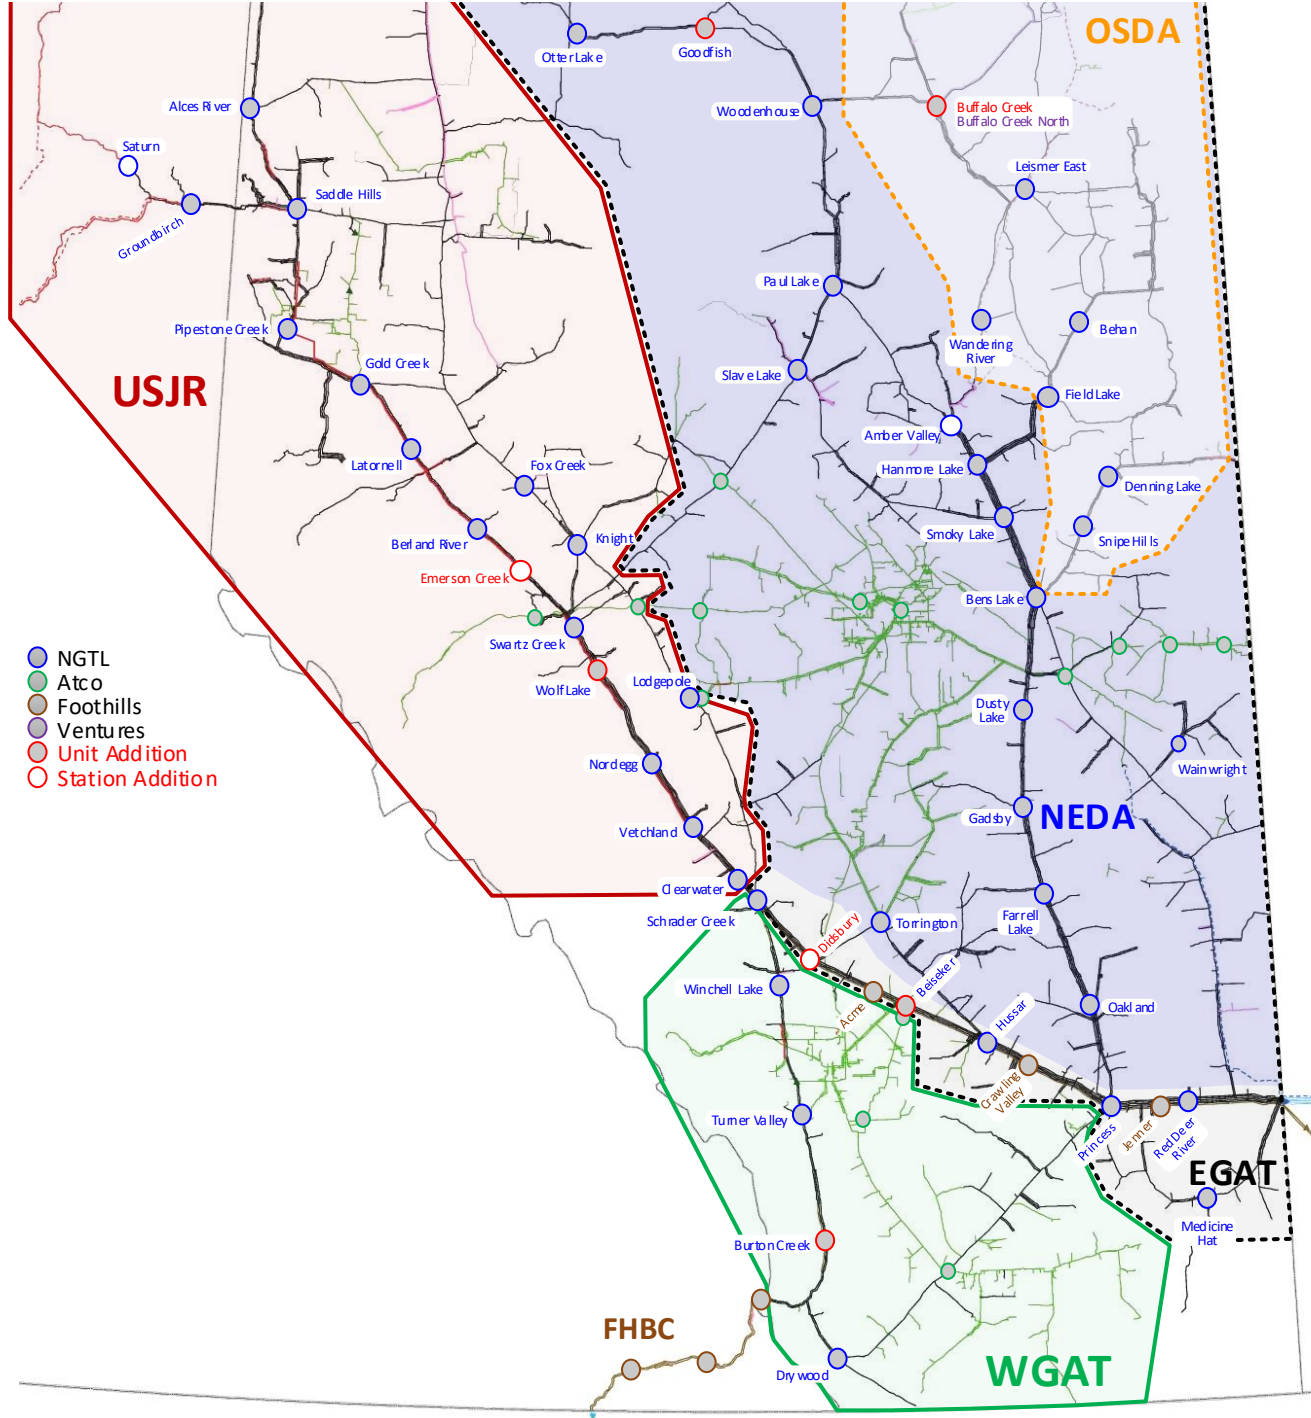 OSDA
Otter Lake
Goodfish
Alces River
Woodenhouse
Buffalo Creek
Buffalo Creek North
Saturn
Leismer East
Saddle Hills
Groundbirch
Paul Lake
Pipestone Creek
Wandering
River
Behan
Gold Creek
Slave Lake
USJR
Field Lake
Amber Valley
Latornell
Fox Creek
Hanmore Lake
Denning Lake
Berland River
Knight
Smoky Lake
Snipe Hills
Emerson Creek
Bens Lake
Swartz Creek
NGTL
Atco
Foothills
Ventures
Unit Addition
Station Addition
Wolf Lake
Lodgepole
Dusty
Lake
Nordegg
Wainwright
Vetchland
Gadsby
NEDA
Clearwater
Schrader Creek
Didsbury
Torrington
Farrell
Lake
Winchell Lake
Beiseker
Acme
Hussar
Oakland
Crawling
Valley
Turner Valley
Princess
Jenner
Red Deer
River
EGAT
Medicine
Hat
Burton Creek
FHBC
Drywood
WGAT